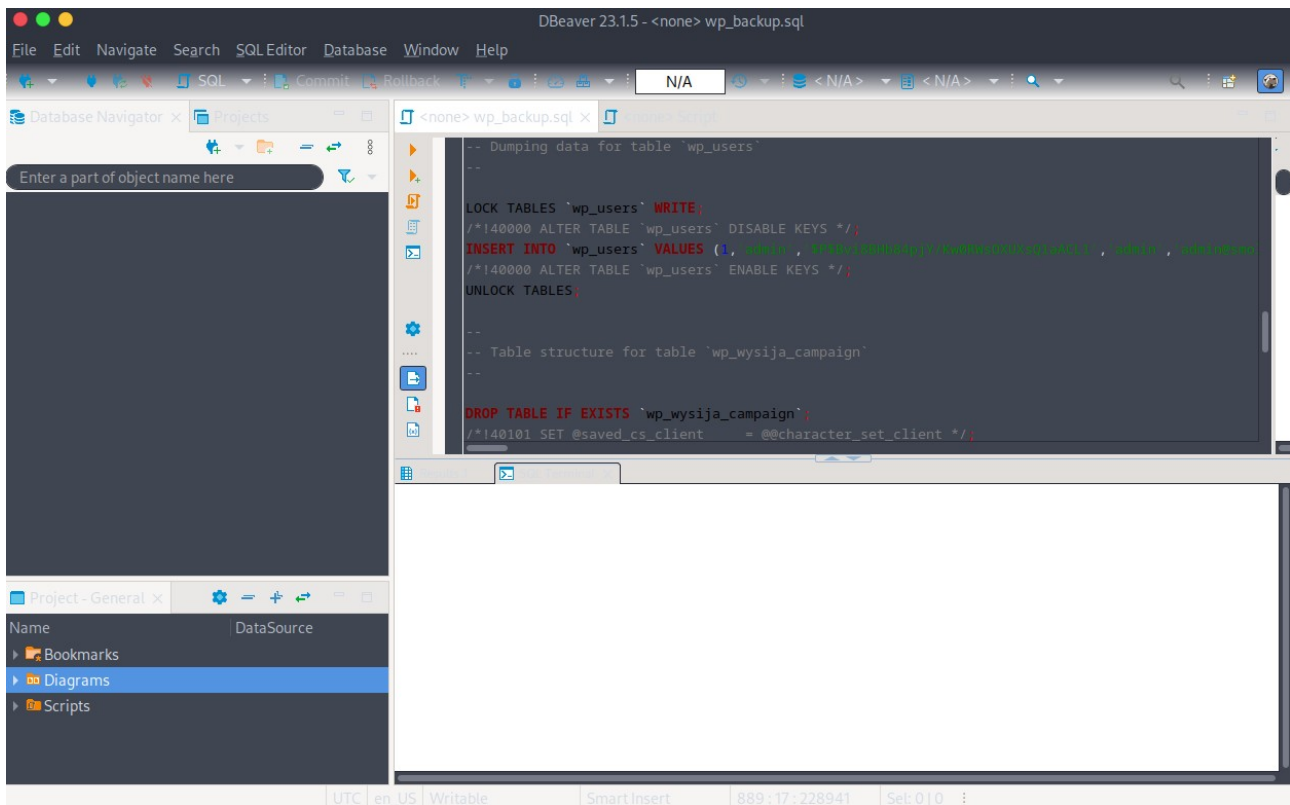 DBeaver 23.1.5 - <none> wp_backup.sql
File Edit Navigate Search SQL Editor Database Window Help
SQL Commit Rollback N/A < N/A > < N/A >
Database Navigator Projects
<none> wp_backup.sql <none> Script
Enter a part of object name here
-- Dumping data for table `wp_users`
--
LOCK TABLES `wp_users` WRITE;
/*!40000 ALTER TABLE `wp_users` DISABLE KEYS */;
INSERT INTO `wp_users` VALUES (1,'admin','admin',
/*!40000 ALTER TABLE `wp_users` ENABLE KEYS */;
UNLOCK TABLES;
--
-- Table structure for table `wp_wysija_campaign`
--
DROP TABLE IF EXISTS `wp_wysija_campaign`;
/*!40101 SET @saved_cs_client     = @@character_set_client */;
Project - General
Name DataSource
Bookmarks
Diagrams
Scripts
UTC en_US Writable Smart Insert 889 : 17 : 228941 Sel: 0 | 0